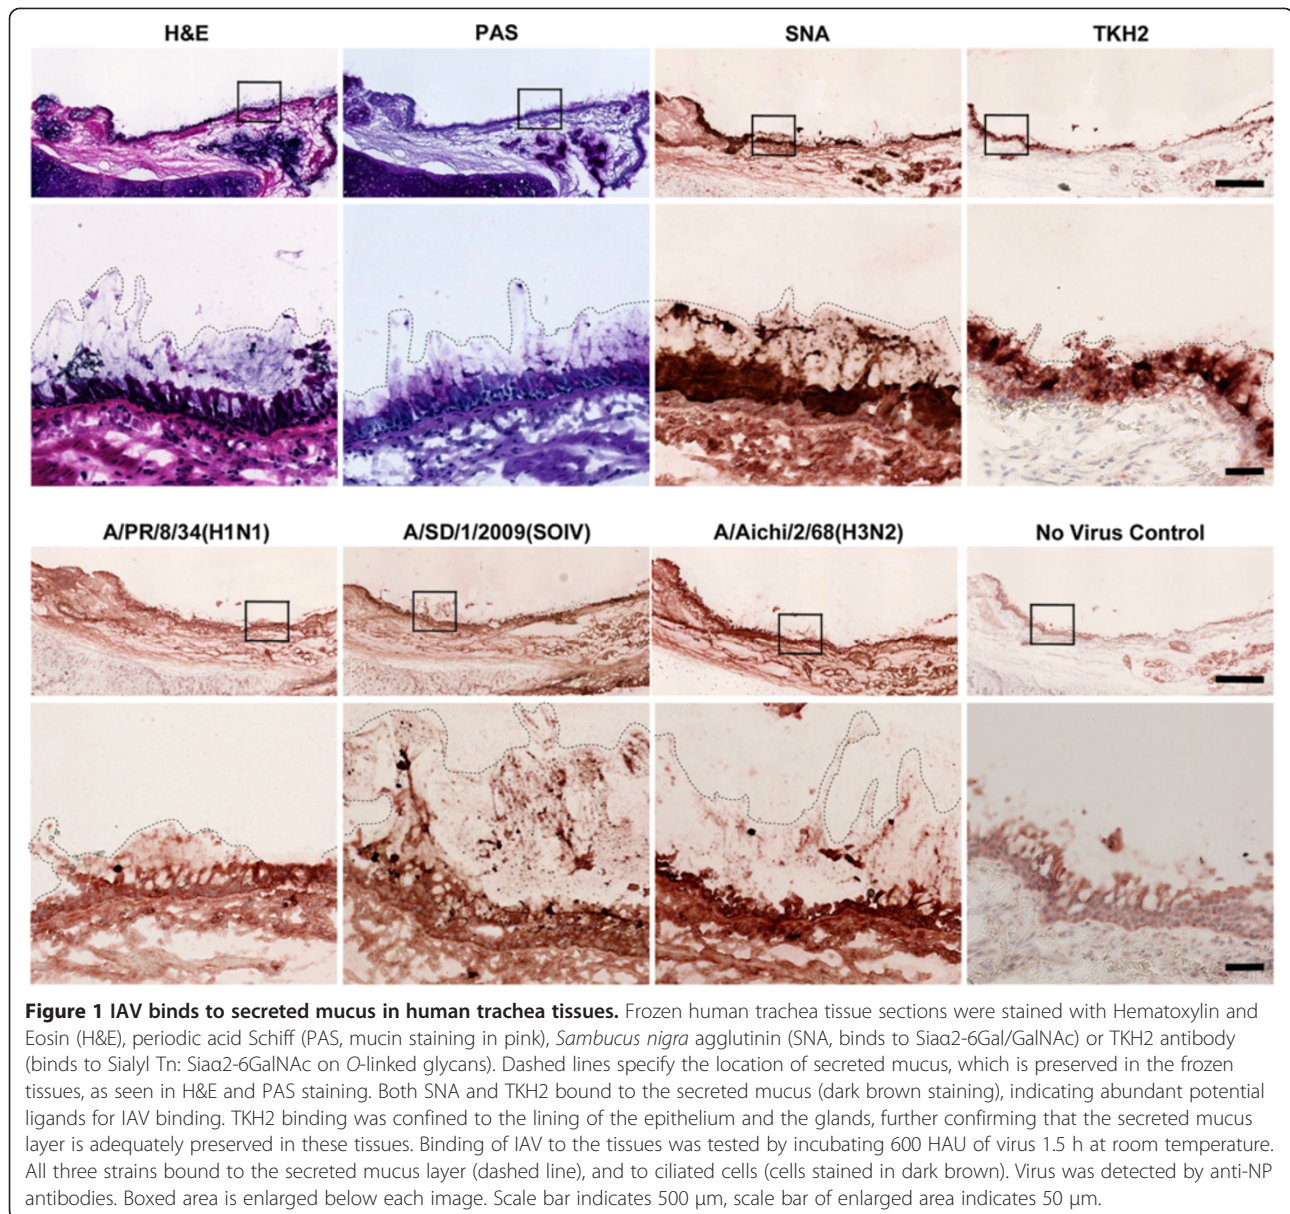 H&E PAS SNA TKH2
A/PR/8/34(H1N1) A/SD/1/2009(SOIV) A/Aichi/2/68(H3N2) No Virus Control
Figure 1 IAV binds to secreted mucus in human trachea tissues. Frozen human trachea tissue sections were stained with Hematoxylin and
Eosin (H&E), periodic acid Schiff (PAS, mucin staining in pink), Sambucus nigra agglutinin (SNA, binds to Siaα2-6Gal/GalNAc) or TKH2 antibody
(binds to Sialyl Tn: Siaα2-6GalNAc on O-linked glycans). Dashed lines specify the location of secreted mucus, which is preserved in the frozen
tissues, as seen in H&E and PAS staining. Both SNA and TKH2 bound to the secreted mucus (dark brown staining), indicating abundant potential
ligands for IAV binding. TKH2 binding was confined to the lining of the epithelium and the glands, further confirming that the secreted mucus
layer is adequately preserved in these tissues. Binding of IAV to the tissues was tested by incubating 600 HAU of virus 1.5 h at room temperature.
All three strains bound to the secreted mucus layer (dashed line), and to ciliated cells (cells stained in dark brown). Virus was detected by anti-NP
antibodies. Boxed area is enlarged below each image. Scale bar indicates 500 μm, scale bar of enlarged area indicates 50 μm.